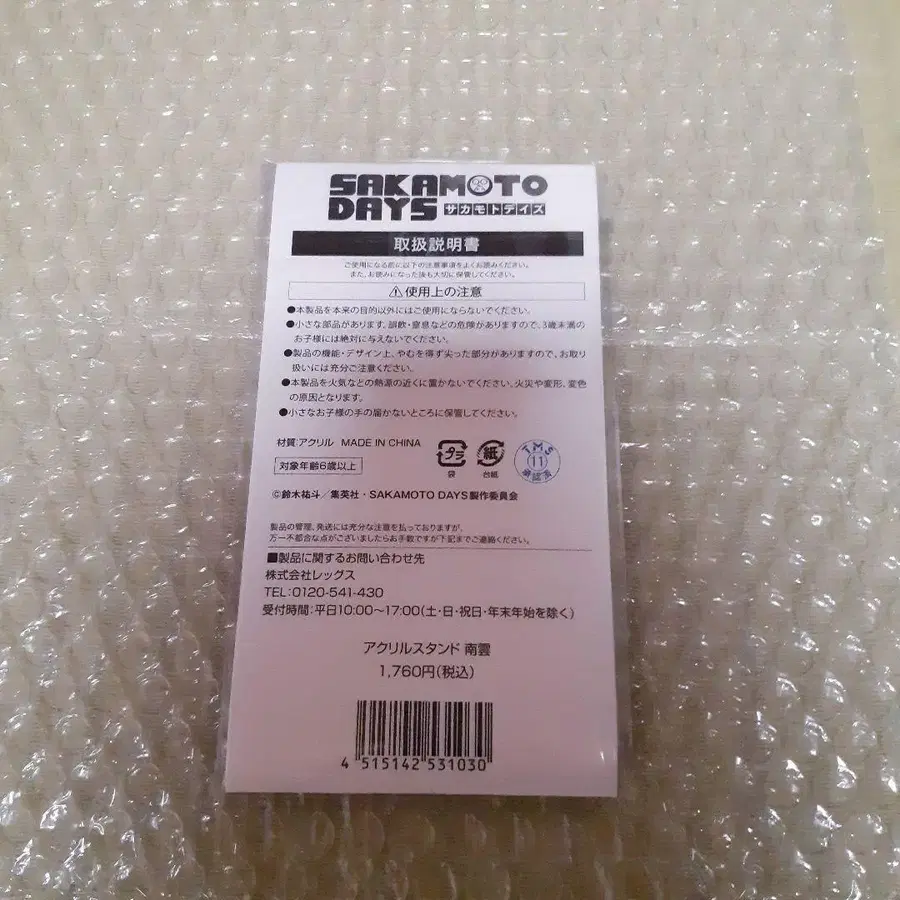 SAKAMOTO
DAYS サカモトデイズ
取扱説明書
ご使用になる前に以下の注意事項をよくお読みください。
また、お読みになった後も大切に保管してください。
⚠使用上の注意
●本製品を本来の目的以外にはご使用にならないでください。
●小さな部品があります。誤飲・窒息などの危険がありますので、3歳未満の
お子様には絶対に与えないでください。
●製品の機能・デザイン上、やむを得ず尖った部分がありますので、お取り
扱いには充分ご注意ください。
●本製品を火気などの熱源の近くに置かないでください。火災や変形、変色
の原因となります。
●小さなお子様の手の届かないところに保管してください。
材質:アクリル MADE IN CHINA
対象年齢6歳以上
プラ
袋
紙
台紙
TMS
(11)
承認済
©鈴木祐斗/集英社・SAKAMOTO DAYS製作委員会
製品の管理、発送には充分な注意を払っておりますが、
万一不都合な点がございましたらお手数ですが下記までご連絡ください。
■製品に関するお問い合わせ先
株式会社レッグス
TEL:0120-541-430
受付時間:平日10:00〜17:00(土・日・祝日・年末年始を除く)
アクリルスタンド 南雲
1,760円(税込)
4 515142 531030